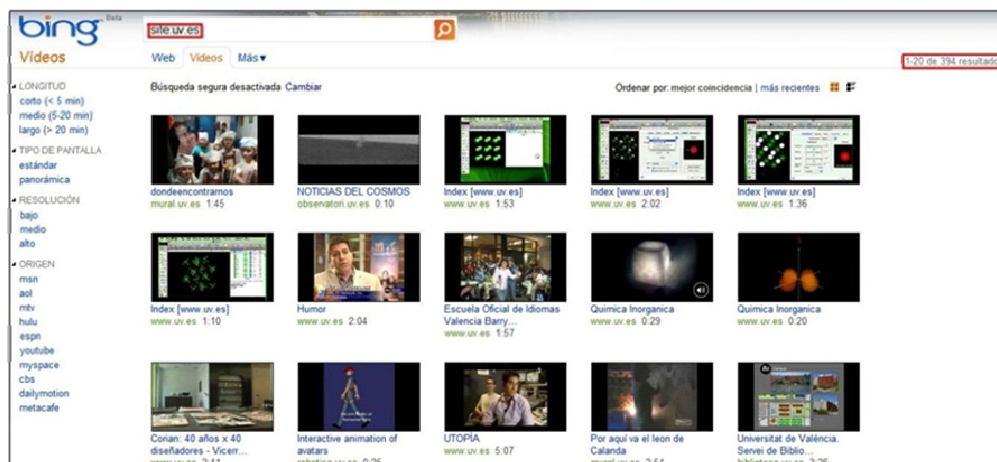 bing Beta
site:uv.es
Vídeos
Web Vídeos Más
1-20 de 394 resultado
LONGITUD
corto (< 5 min)
medio (5-20 min)
largo (> 20 min)
TIPO DE PANTALLA
estándar
panorámica
RESOLUCIÓN
bajo
medio
alto
ORIGEN
msn
aol
mtv
hulu
espn
youtube
myspace
cbs
dailymotion
metacafe
Búsqueda segura desactivada Cambiar
Ordenar por: mejor coincidencia | más recientes
dondeencontrarnos
mural.uv.es 1:45
NOTICIAS DEL COSMOS
observatori.uv.es 0:10
Index [www.uv.es]
www.uv.es 1:53
Index [www.uv.es]
www.uv.es 2:02
Index [www.uv.es]
www.uv.es 1:36
Index [www.uv.es]
www.uv.es 1:10
Humor
www.uv.es 2:04
Escuela Oficial de Idiomas
Valencia (Barry...
www.uv.es 1:57
Quimica Inorganica
www.uv.es 0:29
Quimica Inorganica
www.uv.es 0:20
Corian: 40 años x 40
diseñadores - Vicerr...
www.uv.es
Interactive animation of
avatars
UTOPÍA
www.uv.es 5:07
Por aquí va el leon de
Calanda
mural.uv.es
Universitat de València.
Servei de Biblio...